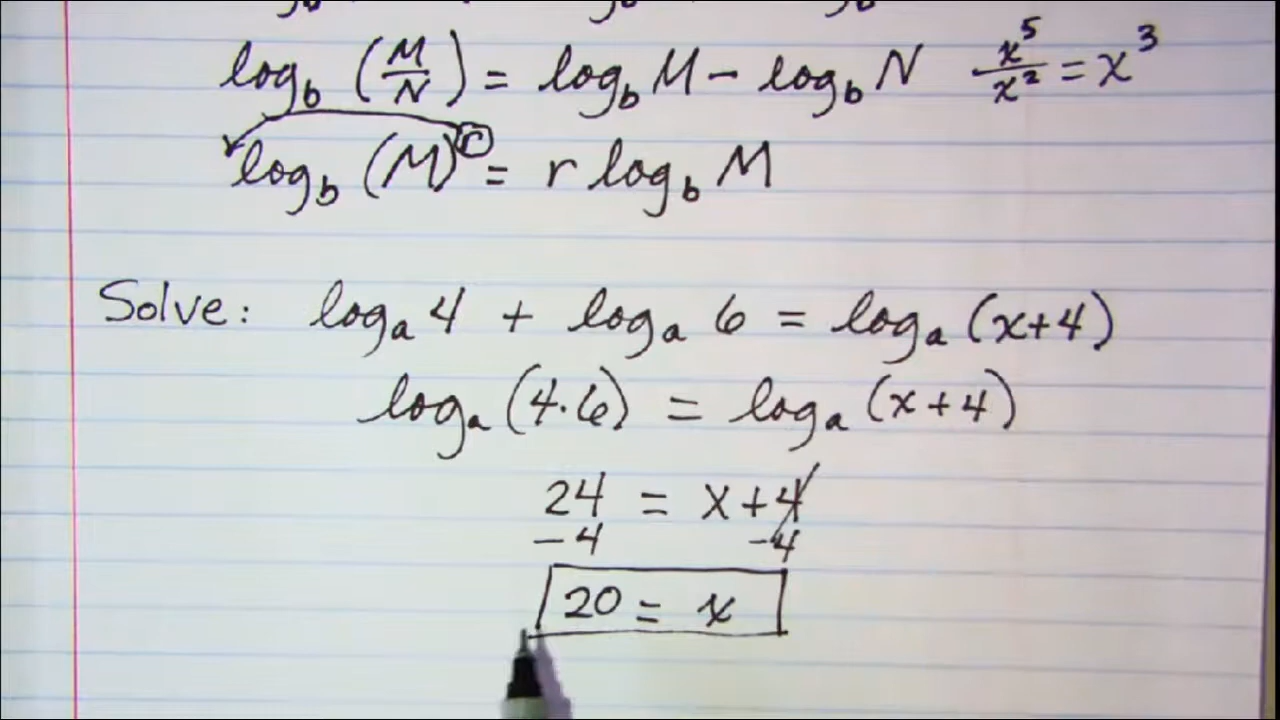 log_b (M/N) = log_b M - log_b N x^5/x^2 = x^3
log_b (M)^r = r log_b M
Solve: log_a 4 + log_a 6 = log_a (x+4)
log_a (4·6) = log_a (x+4)
24 = x+4
-4 -4
20 = x